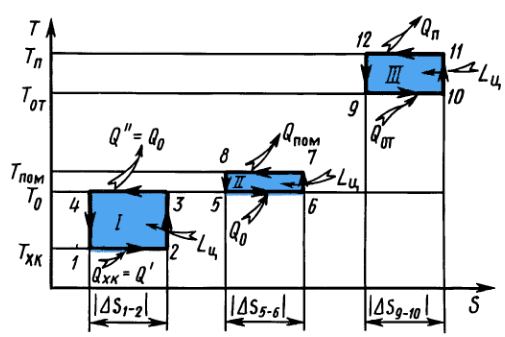 T
Qп
12
11
Tп
III
Lц
9
10
Tот
Qот
Q″ = Q₀
Qпом
8
7
Tпом
II
Lц
T₀
4
3
5
6
I
Q₀
Lц
Tхк
1
2
Qхк = Q′
|ΔS₁₋₂|
|ΔS₅₋₆|
|ΔS₉₋₁₀|
S